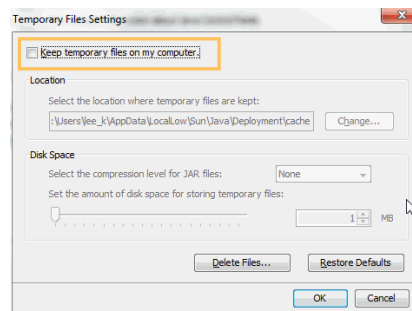 Temporary Files Settings
Keep temporary files on my computer.
Location
Select the location where temporary files are kept:
:\Users\lee_k\AppData\LocalLow\Sun\Java\Deployment\cache Change...
Disk Space
Select the compression level for JAR files: None
Set the amount of disk space for storing temporary files:
1 MB
Delete Files... Restore Defaults
OK Cancel